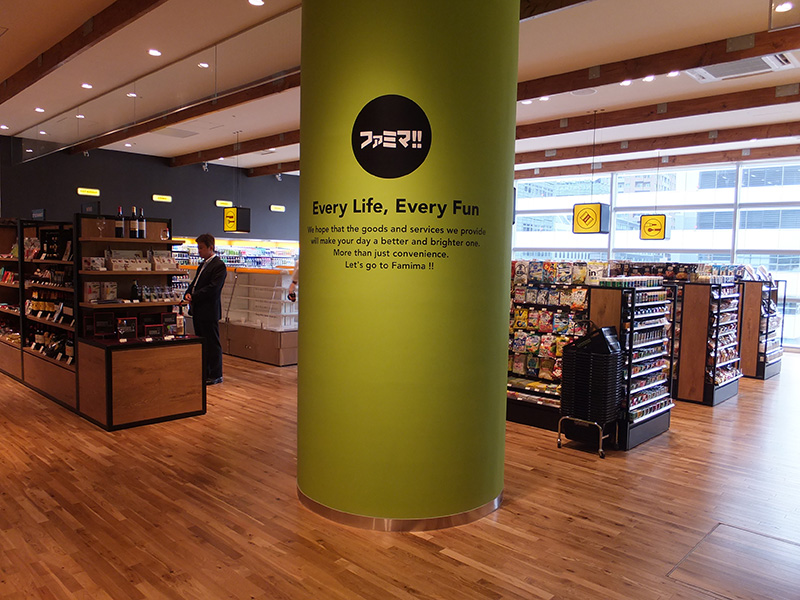 ファミマ!!
Every Life, Every Fun
We hope that the goods and services we provide
will make your day a better and brighter one.
More than just convenience.
Let's go to Famima !!